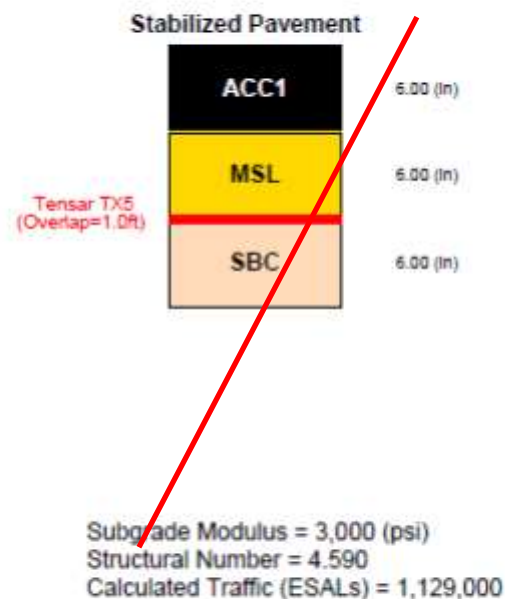 Stabilized Pavement
ACC1
6.00 (in)
MSL
6.00 (in)
Tensar TX5
(Overlap=1.0ft)
SBC
6.00 (in)
Subgrade Modulus = 3,000 (psi)
Structural Number = 4.590
Calculated Traffic (ESALs) = 1,129,000